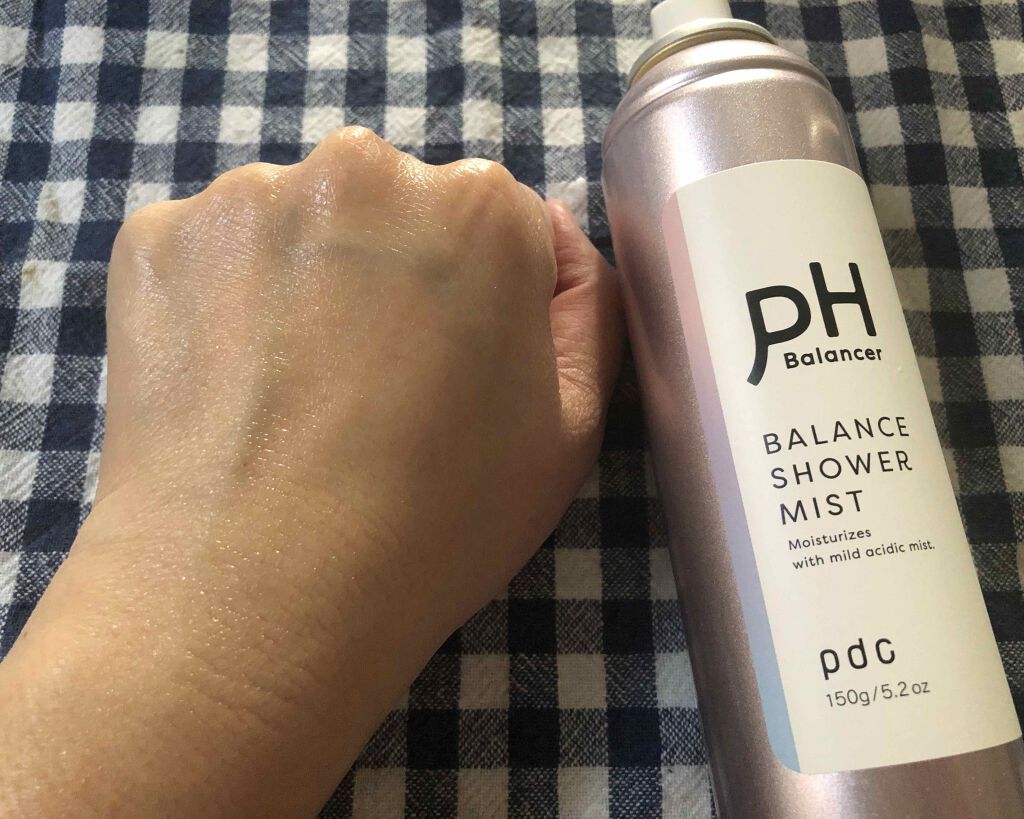 pH
Balancer
BALANCE
SHOWER
MIST
Moisturizes
with mild acidic mist.
pdc
150g/5.2oz